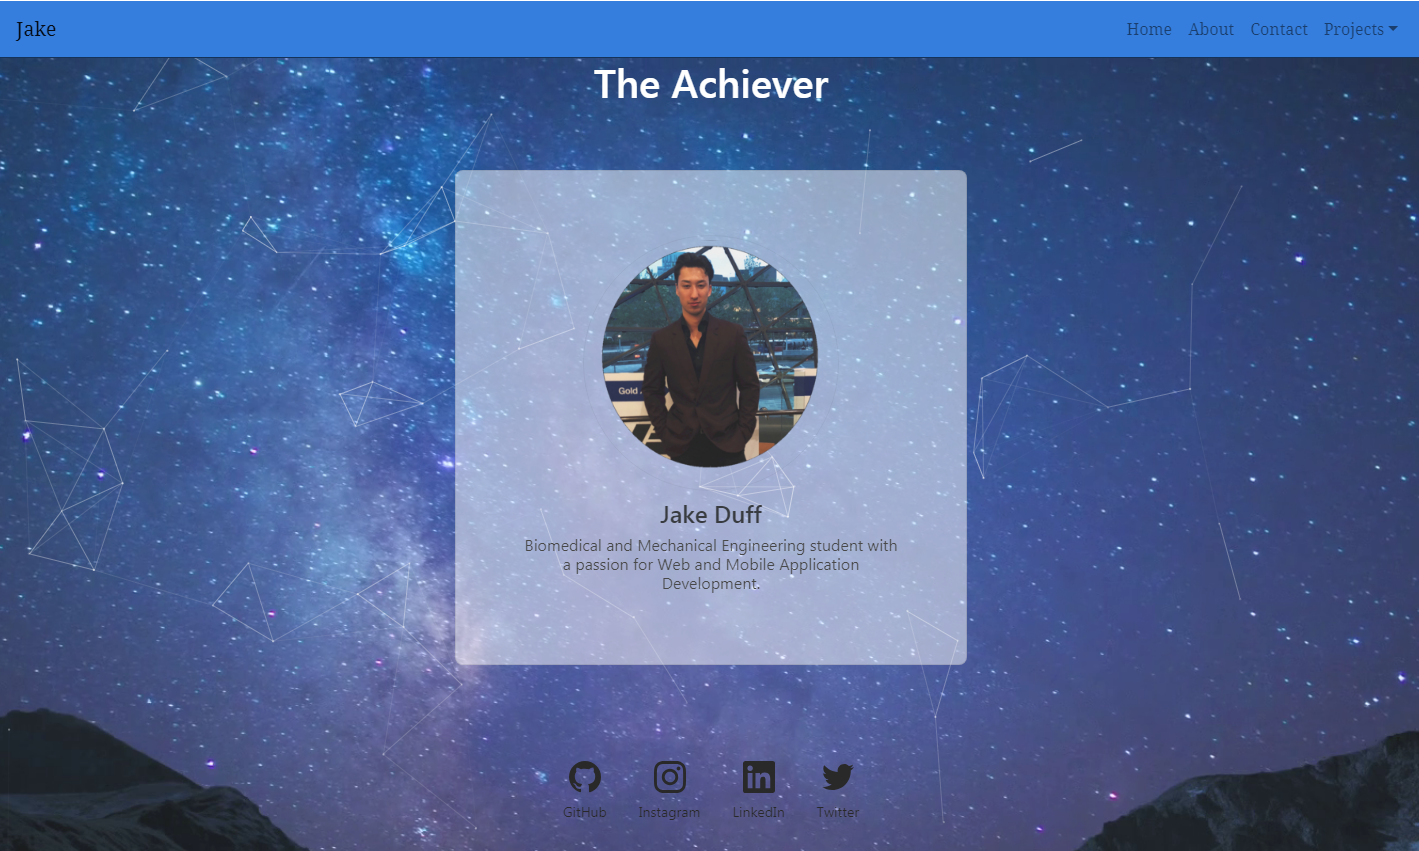 Jake
Home About Contact Projects
The Achiever
Gold
Jake Duff
Biomedical and Mechanical Engineering student with
a passion for Web and Mobile Application
Development.
GitHub Instagram LinkedIn Twitter